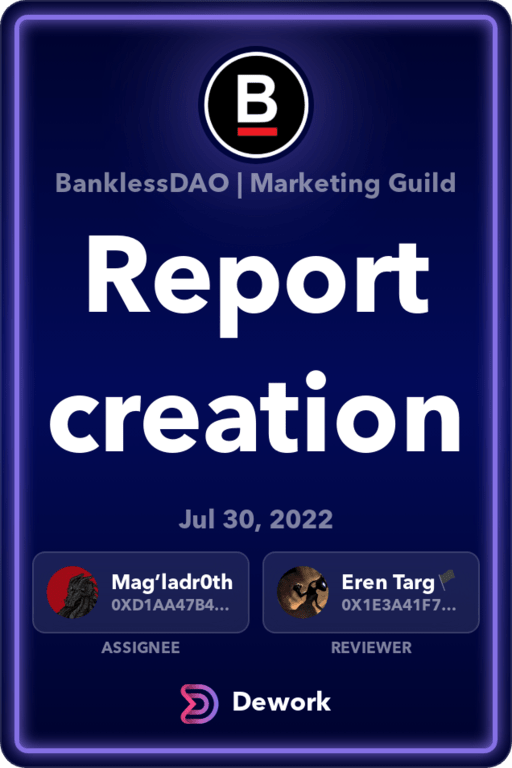 B
BanklessDAO | Marketing Guild
Report
creation
Jul 30, 2022
Mag’ladr0th
0XD1AA47B4...
ASSIGNEE
Eren Targ
0X1E3A41F7...
REVIEWER
Dework